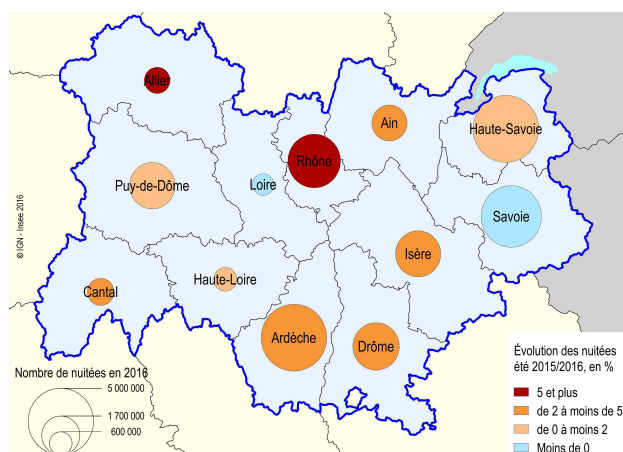 Allier
Ain
Haute-Savoie
Rhône
Puy-de-Dôme
Loire
Savoie
Isère
Haute-Loire
Cantal
Ardèche
Drôme
© IGN - Insee 2016
Nombre de nuitées en 2016
5 000 000
1 700 000
600 000
Évolution des nuitées
été 2015/2016, en %
5 et plus
de 2 à moins de 5
de 0 à moins 2
Moins de 0